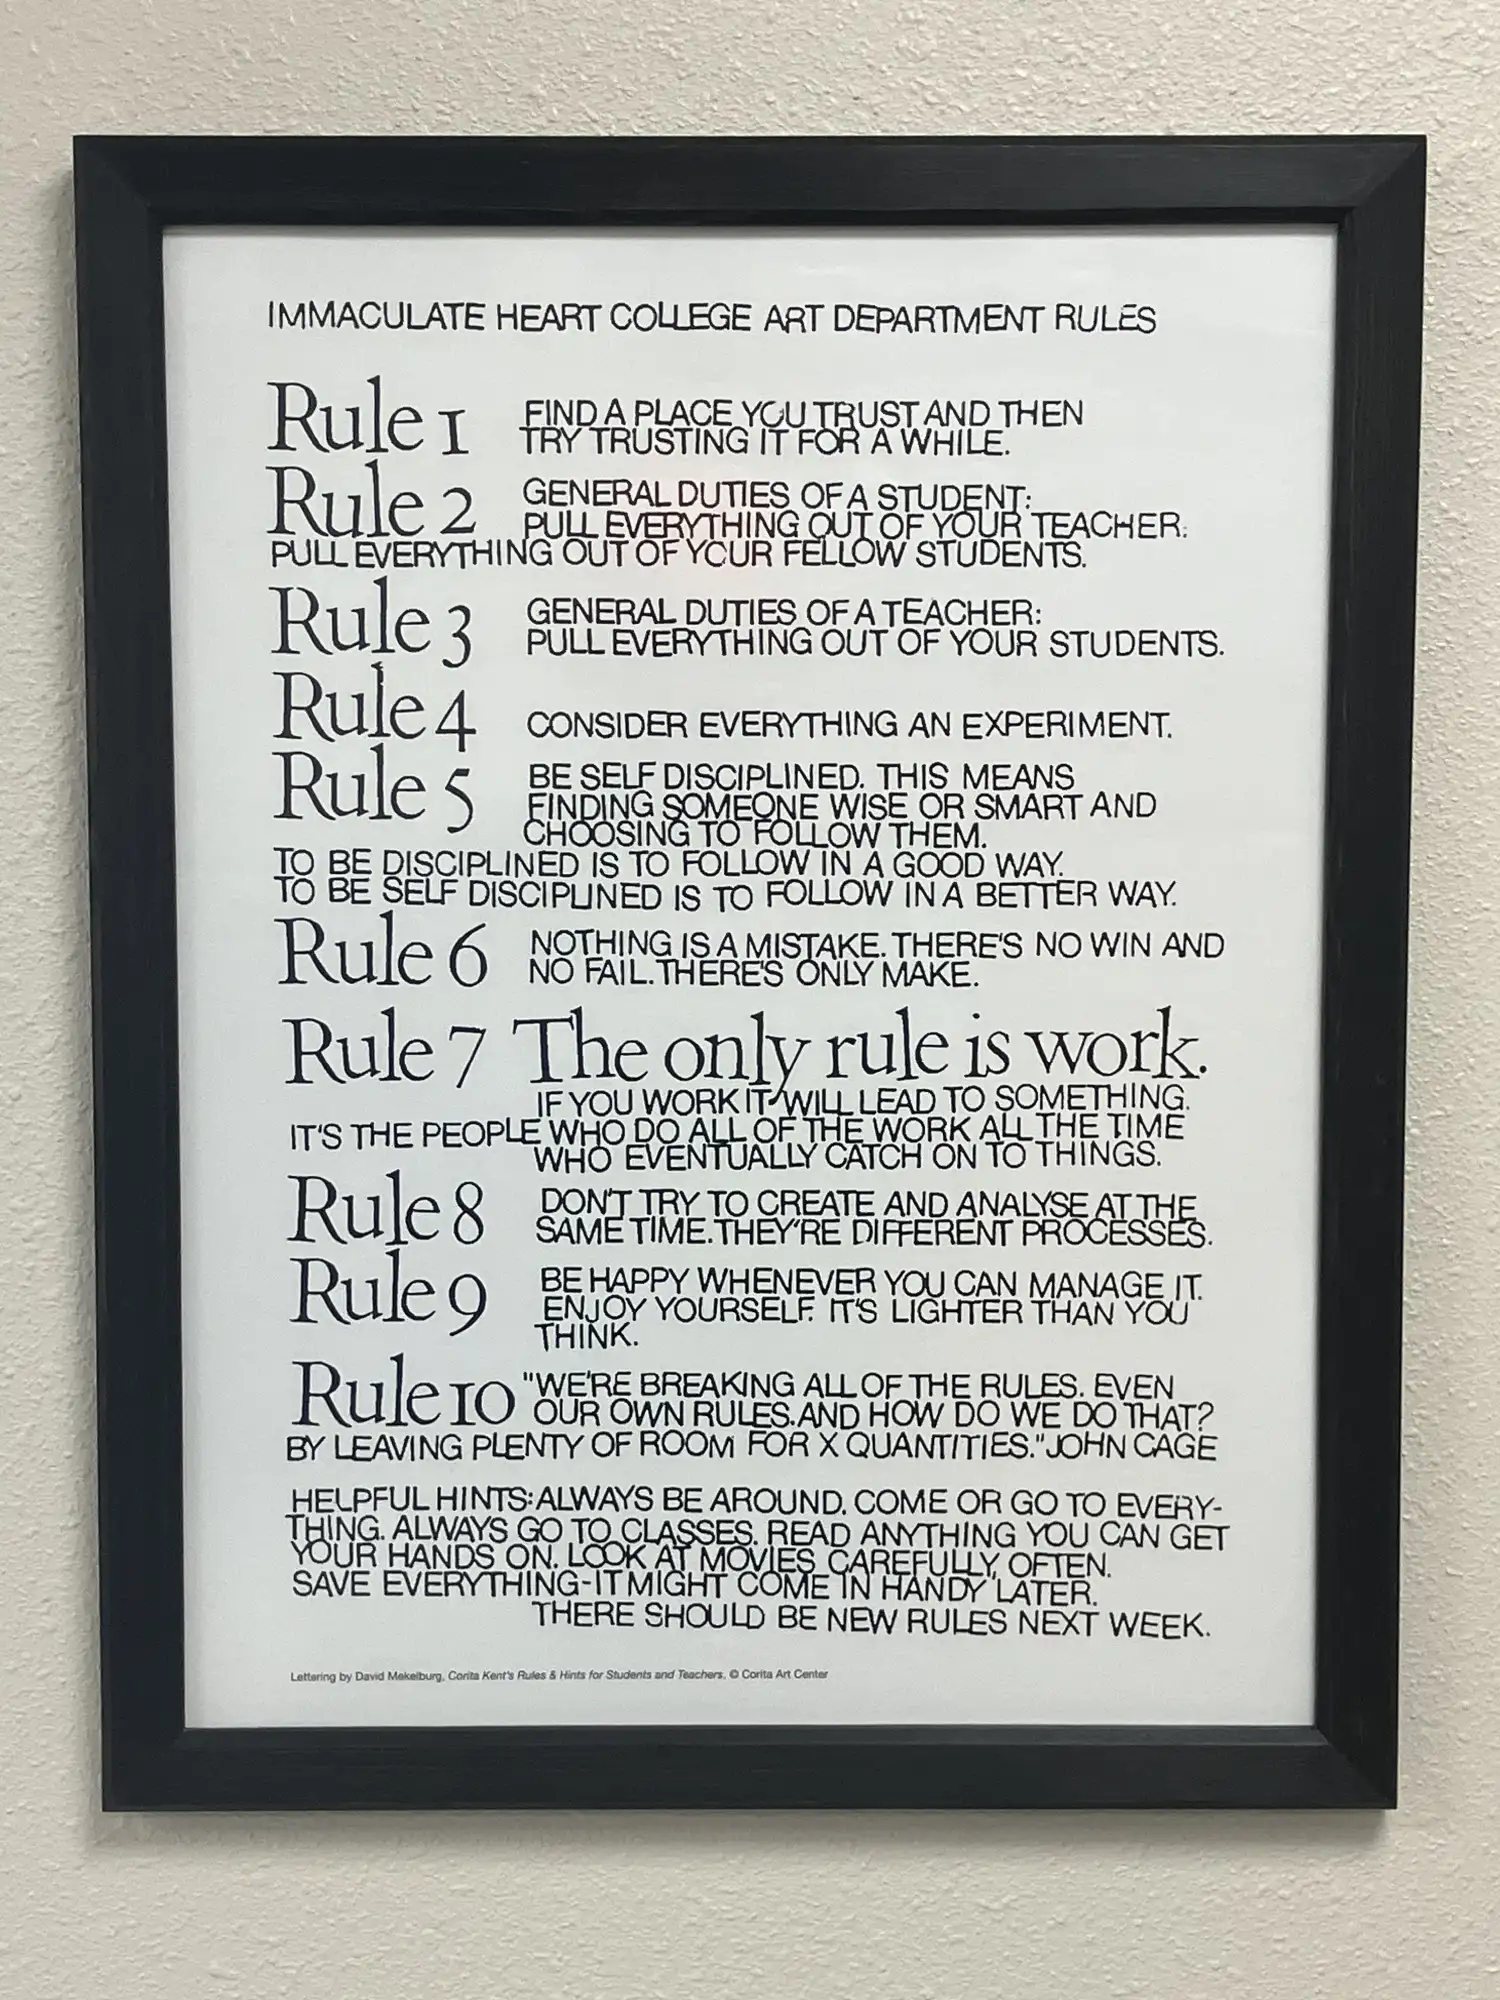 IMMACULATE HEART COLLEGE ART DEPARTMENT RULES
Rule 1 FIND A PLACE YOU TRUST AND THEN
TRY TRUSTING IT FOR A WHILE.
Rule 2 GENERAL DUTIES OF A STUDENT:
PULL EVERYTHING OUT OF YOUR TEACHER.
PULL EVERYTHING OUT OF YOUR FELLOW STUDENTS.
Rule 3 GENERAL DUTIES OF A TEACHER:
PULL EVERYTHING OUT OF YOUR STUDENTS.
Rule 4 CONSIDER EVERYTHING AN EXPERIMENT.
Rule 5 BE SELF DISCIPLINED. THIS MEANS
FINDING SOMEONE WISE OR SMART AND
CHOOSING TO FOLLOW THEM.
TO BE DISCIPLINED IS TO FOLLOW IN A GOOD WAY.
TO BE SELF DISCIPLINED IS TO FOLLOW IN A BETTER WAY.
Rule 6 NOTHING IS A MISTAKE. THERE'S NO WIN AND
NO FAIL. THERE'S ONLY MAKE.
Rule 7 The only rule is work.
IF YOU WORK IT WILL LEAD TO SOMETHING.
IT'S THE PEOPLE WHO DO ALL OF THE WORK ALL THE TIME
WHO EVENTUALLY CATCH ON TO THINGS.
Rule 8 DON'T TRY TO CREATE AND ANALYSE AT THE
SAME TIME. THEY'RE DIFFERENT PROCESSES.
Rule 9 BE HAPPY WHENEVER YOU CAN MANAGE IT.
ENJOY YOURSELF. IT'S LIGHTER THAN YOU
THINK.
Rule 10 "WE'RE BREAKING ALL OF THE RULES. EVEN
OUR OWN RULES. AND HOW DO WE DO THAT?
BY LEAVING PLENTY OF ROOM FOR X QUANTITIES." JOHN CAGE
HELPFUL HINTS: ALWAYS BE AROUND. COME OR GO TO EVERY-
THING. ALWAYS GO TO CLASSES. READ ANYTHING YOU CAN GET
YOUR HANDS ON. LOOK AT MOVIES CAREFULLY, OFTEN.
SAVE EVERYTHING-IT MIGHT COME IN HANDY LATER.
THERE SHOULD BE NEW RULES NEXT WEEK.
Lettering by David Mekelburg, Corita Kent's Rules & Hints for Students and Teachers, © Corita Art Center